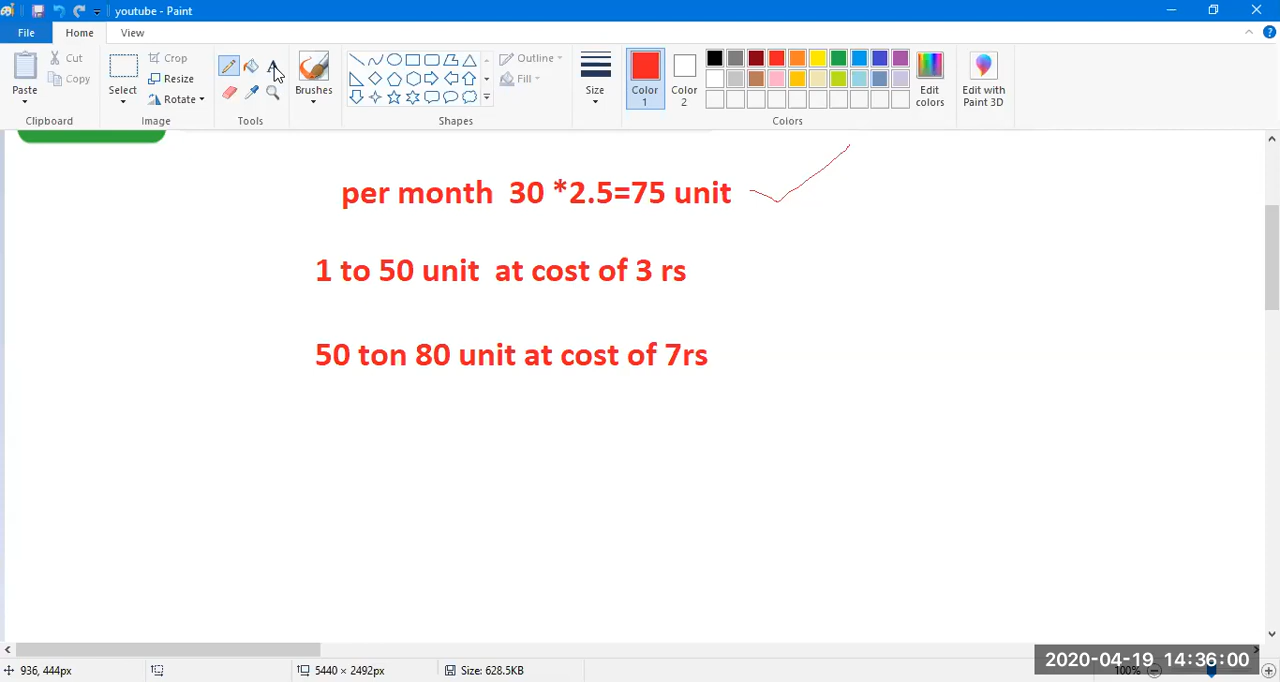 youtube - Paint
File Home View
Paste
Cut
Copy
Clipboard
Select
Crop
Resize
Rotate
Image
Tools
Brushes
Shapes
Outline
Fill
Size
Color 1
Color 2
Colors
Edit colors
Edit with Paint 3D
per month 30 *2.5=75 unit
1 to 50 unit at cost of 3 rs
50 ton 80 unit at cost of 7rs
936, 444px
5440 × 2492px
Size: 628.5KB
100%
2020-04-19 14:36:00